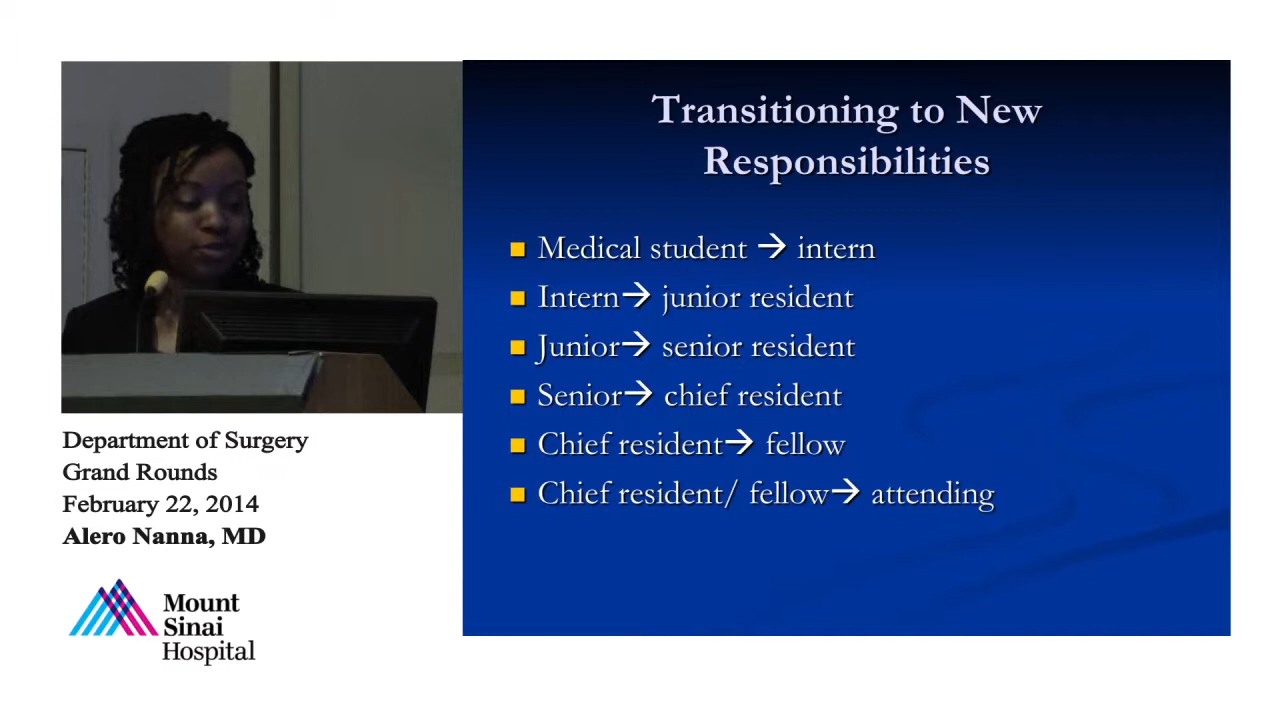 Transitioning to New
Responsibilities
■ Medical student → intern
■ Intern→ junior resident
■ Junior→ senior resident
■ Senior→ chief resident
■ Chief resident→ fellow
■ Chief resident/ fellow→ attending
Department of Surgery
Grand Rounds
February 22, 2014
Alero Nanna, MD
Mount
Sinai
Hospital